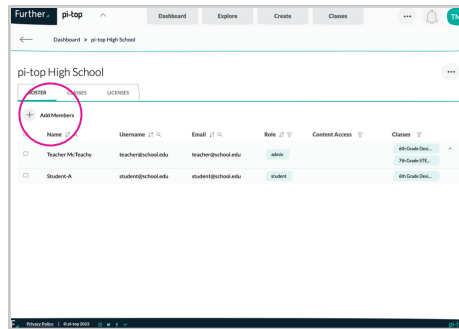 Further pi-top Dashboard Explore Create Classes ... TM
Dashboard > pi-top High School
pi-top High School
ROSTER CLASSES LICENSES
Add Members
Name Username Email Role Content Access Classes
Teacher McTeachy teacher@school.edu teacher@school.edu admin 6th Grade Desi...
7th Grade STE...
Student-A student@school.edu student@school.edu student 6th Grade Desi...
Privacy Policy | © pi-top 2023 pi-t